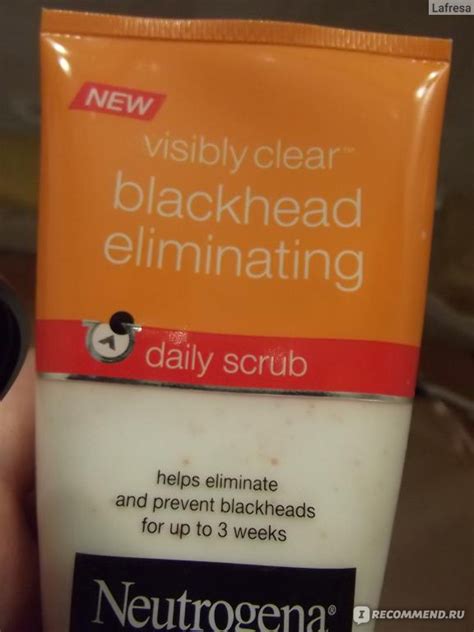 Lafresa
NEW
visibly clear™
blackhead
eliminating
daily scrub
helps eliminate
and prevent blackheads
for up to 3 weeks
Neutrogena®
I RECOMMEND.RU